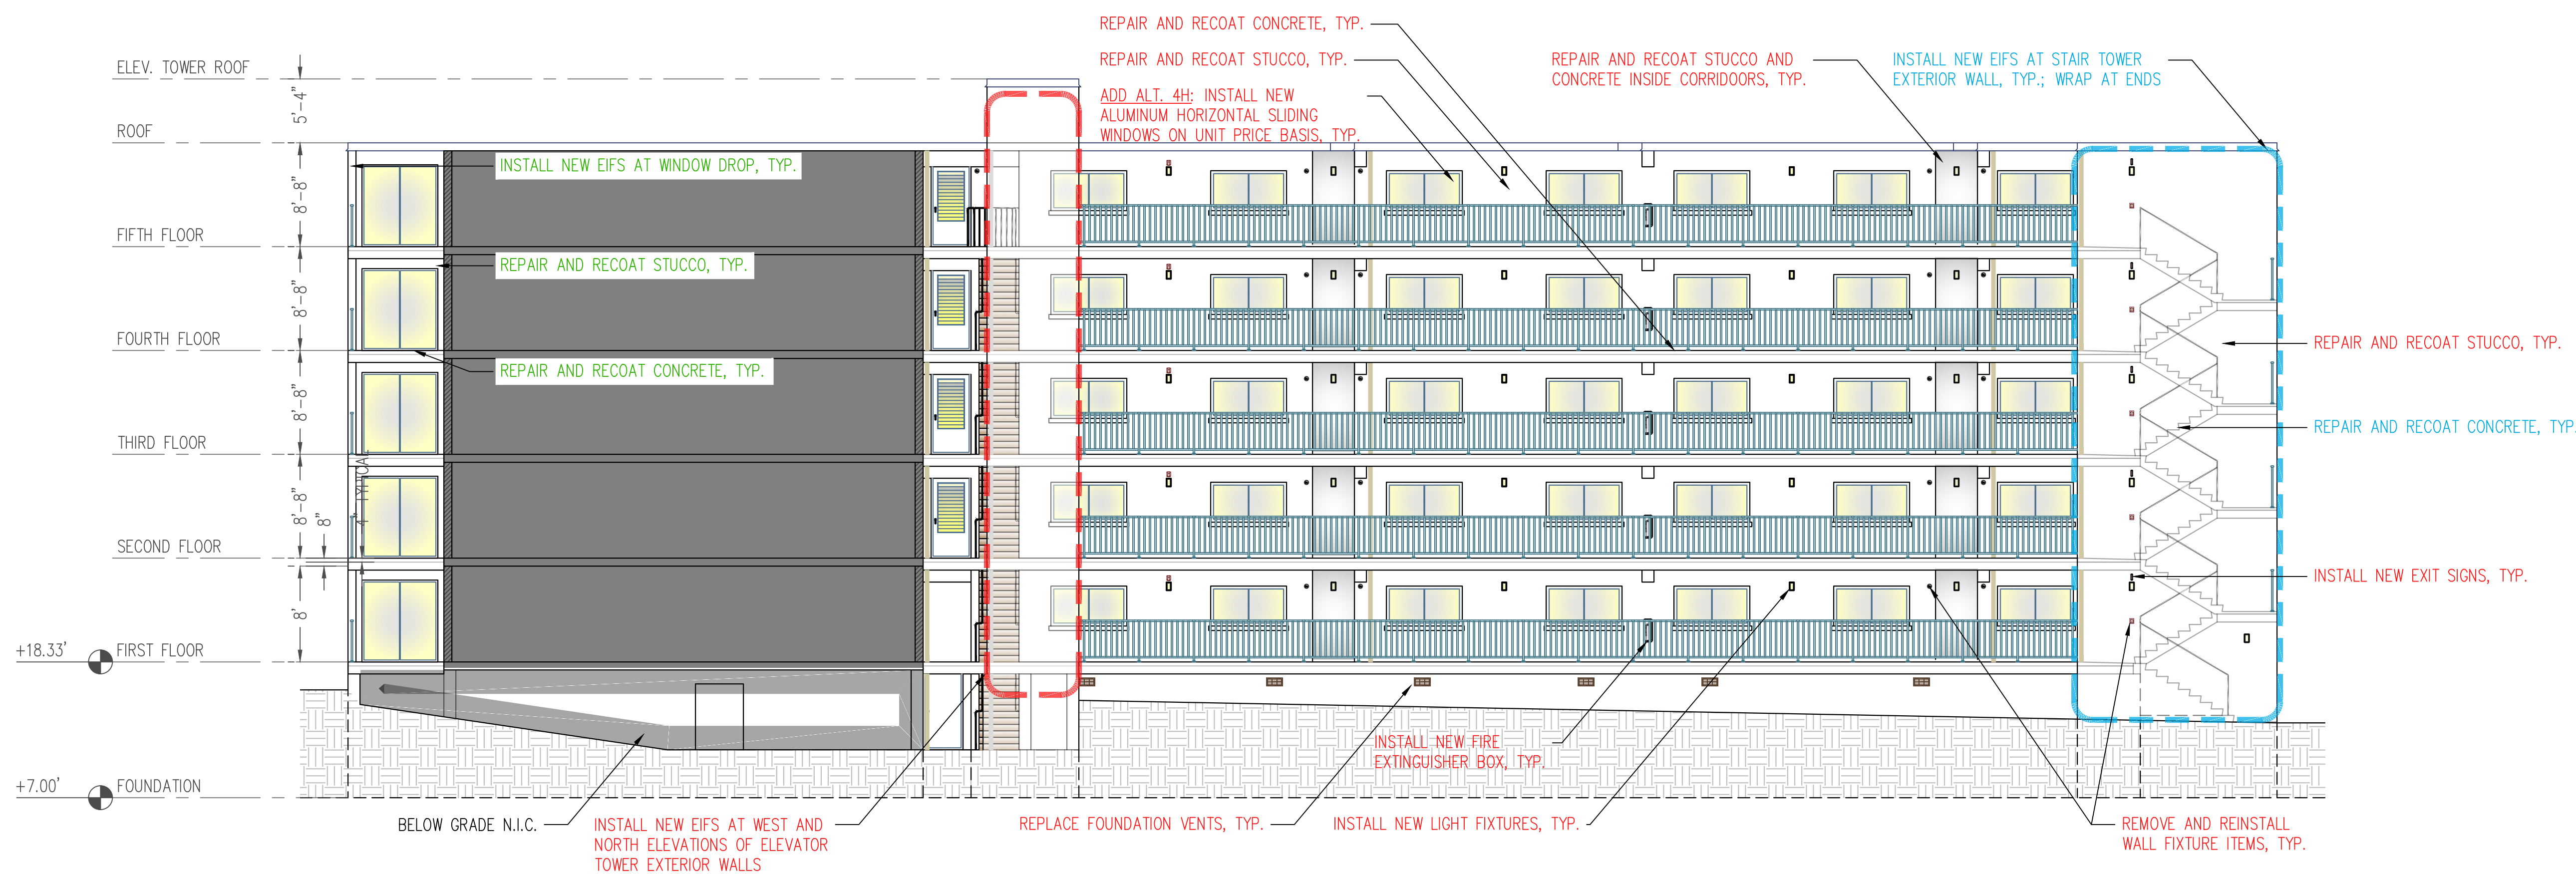 REPAIR AND RECOAT CONCRETE, TYP.
REPAIR AND RECOAT STUCCO, TYP.
ADD ALT. 4H: INSTALL NEW
ALUMINUM HORIZONTAL SLIDING
WINDOWS ON UNIT PRICE BASIS, TYP.
REPAIR AND RECOAT STUCCO AND
CONCRETE INSIDE CORRIDOORS, TYP.
INSTALL NEW EIFS AT STAIR TOWER
EXTERIOR WALL, TYP.; WRAP AT ENDS
ELEV. TOWER ROOF
5'-4"
ROOF
INSTALL NEW EIFS AT WINDOW DROP, TYP.
8'-8"
FIFTH FLOOR
REPAIR AND RECOAT STUCCO, TYP.
8'-8"
FOURTH FLOOR
REPAIR AND RECOAT STUCCO, TYP.
REPAIR AND RECOAT CONCRETE, TYP.
8'-8"
THIRD FLOOR
REPAIR AND RECOAT CONCRETE, TYP
8'-8"
8"
4" TYPICAL
SECOND FLOOR
INSTALL NEW EXIT SIGNS, TYP.
8'
+18.33'
FIRST FLOOR
INSTALL NEW FIRE
EXTINGUISHER BOX, TYP.
+7.00'
FOUNDATION
BELOW GRADE N.I.C.
INSTALL NEW EIFS AT WEST AND
NORTH ELEVATIONS OF ELEVATOR
TOWER EXTERIOR WALLS
REPLACE FOUNDATION VENTS, TYP.
INSTALL NEW LIGHT FIXTURES, TYP.
REMOVE AND REINSTALL
WALL FIXTURE ITEMS, TYP.